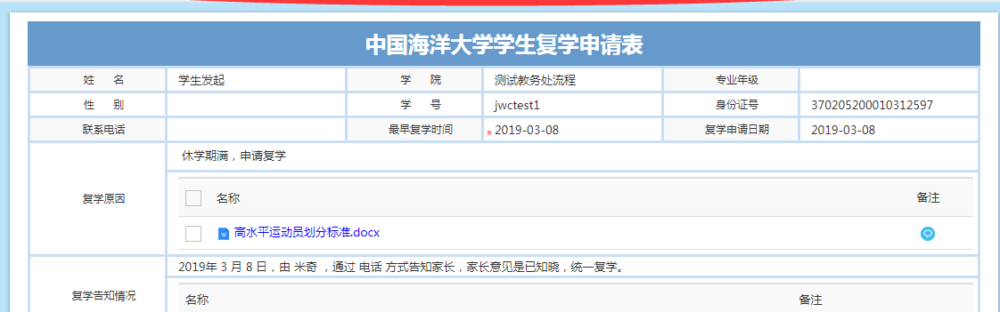 中国海洋大学学生复学申请表
姓 名 学生发起 学 院 测试教务处流程 专业年级
性 别 学 号 jwctest1 身份证号 370205200010312597
联系电话 最早复学时间 * 2019-03-08 复学申请日期 2019-03-08
休学期满，申请复学
复学原因
名称 备注
高水平运动员划分标准.docx
2019年 3 月 8 日，由 米奇 ，通过 电话 方式告知家长，家长意见是已知晓，统一复学。
复学告知情况
名称 备注